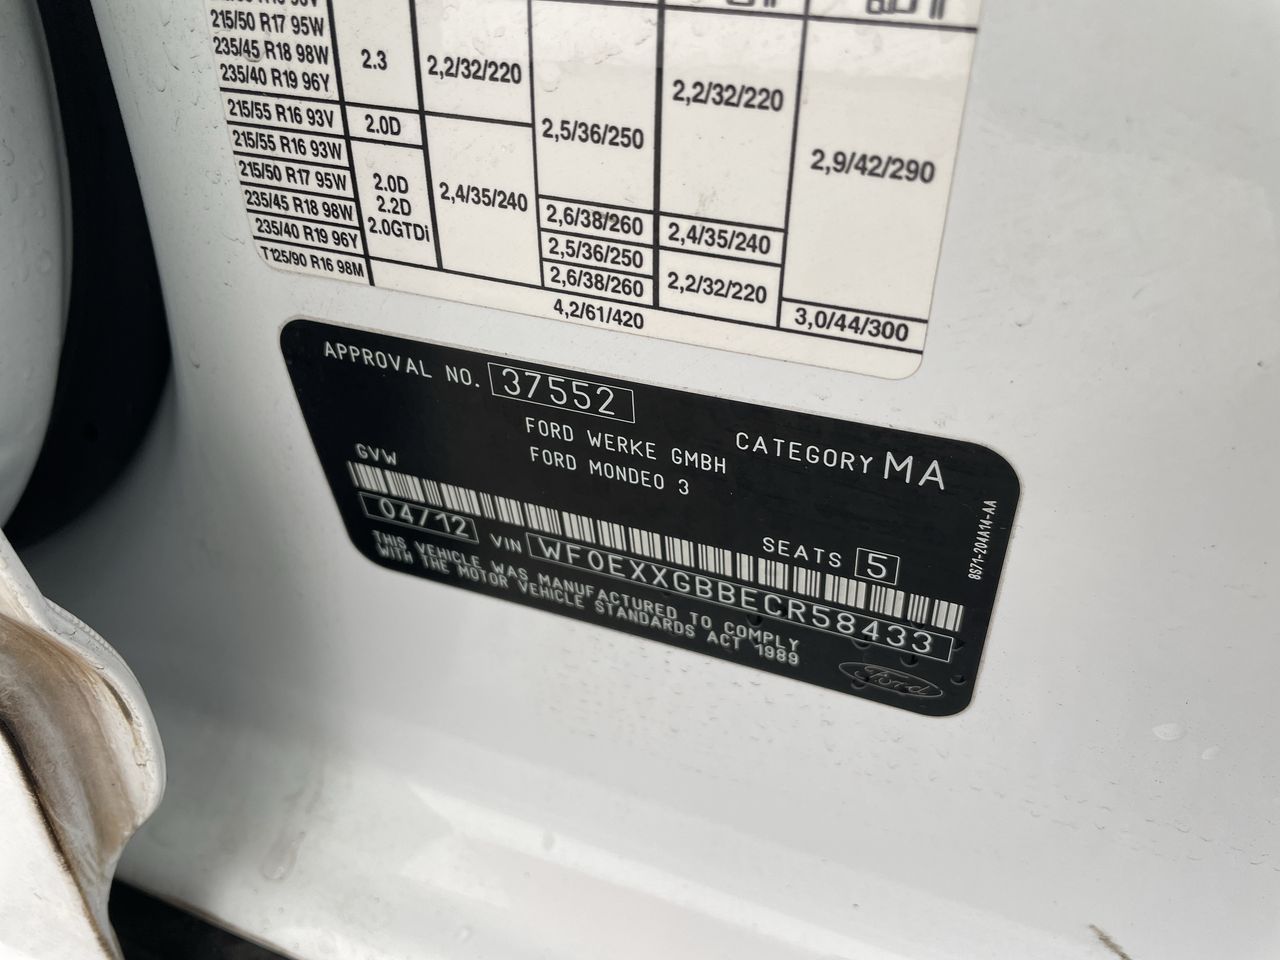 215/50 R17 95W
235/45 R18 98W
235/40 R19 96Y
2.3
2,2/32/220
2,5/36/250
2,2/32/220
2,9/42/290
215/55 R16 93V
2.0D
215/55 R16 93W
215/50 R17 95W
235/45 R18 98W
235/40 R19 96Y
2.0D
2.2D
2.0GTDi
2,4/35/240
2,6/38/260
2,4/35/240
2,5/36/250
2,6/38/260
2,2/32/220
T125/90 R16 98M
4,2/61/420
3,0/44/300
APPROVAL NO. 37552
FORD WERKE GMBH
CATEGORY MA
FORD MONDEO 3
GVW
SEATS 5
04/12 VIN WF0EXXGBBECR58433
THIS VEHICLE WAS MANUFACTURED TO COMPLY
WITH THE MOTOR VEHICLE STANDARDS ACT 1989
8S71-204A14-AA
Ford